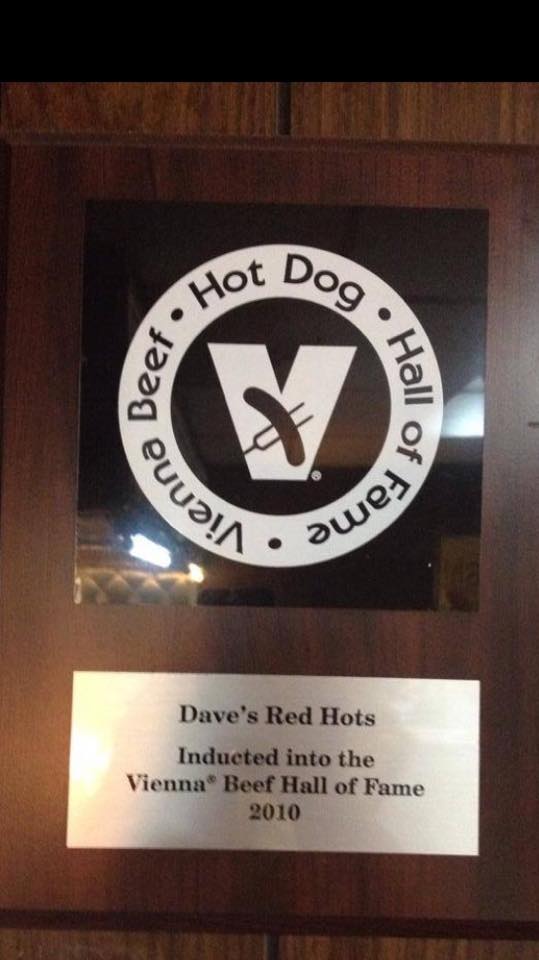 Vienna Beef • Hot Dog • Hall of Fame •
V
®
Dave's Red Hots
Inducted into the
Vienna® Beef Hall of Fame
2010